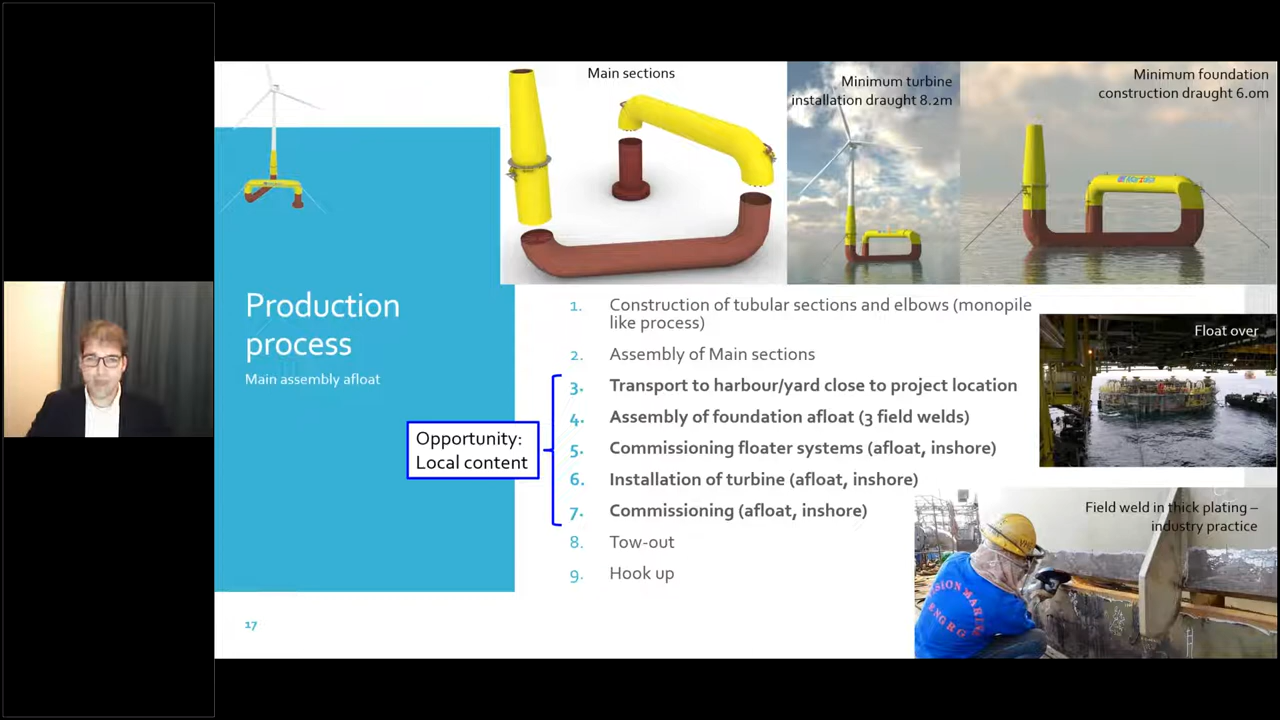 Main sections
Minimum turbine
installation draught 8.2m
Minimum foundation
construction draught 6.0m
Production
process
Main assembly afloat
Opportunity:
Local content
1. Construction of tubular sections and elbows (monopile
like process)
2. Assembly of Main sections
3. Transport to harbour/yard close to project location
4. Assembly of foundation afloat (3 field welds)
5. Commissioning floater systems (afloat, inshore)
6. Installation of turbine (afloat, inshore)
7. Commissioning (afloat, inshore)
8. Tow-out
9. Hook up
Float over
Field weld in thick plating –
industry practice
17